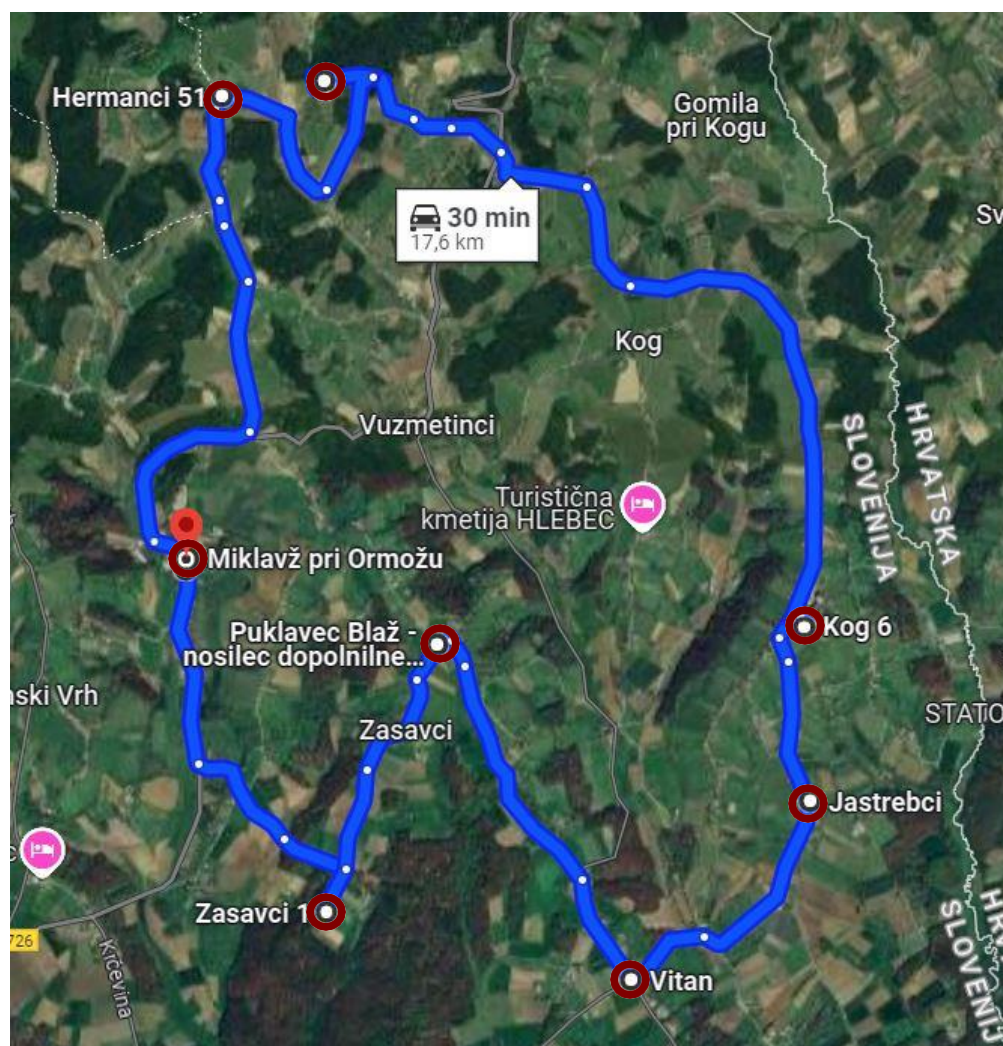 Hermanci 51
Gomila
pri Kogu
Sv
30 min
17,6 km
Kog
Vuzmetinci
HRVATSKA
SLOVENIJA
Turistična
kmetija HLEBEC
Miklavž pri Ormožu
Puklavec Blaž -
nosilec dopolnilne...
Kog 6
nski Vrh
Zasavci
STATO
Jastrebci
c
Zasavci 1
726
Krčevina
Vitan
HR
SLOVENIJ